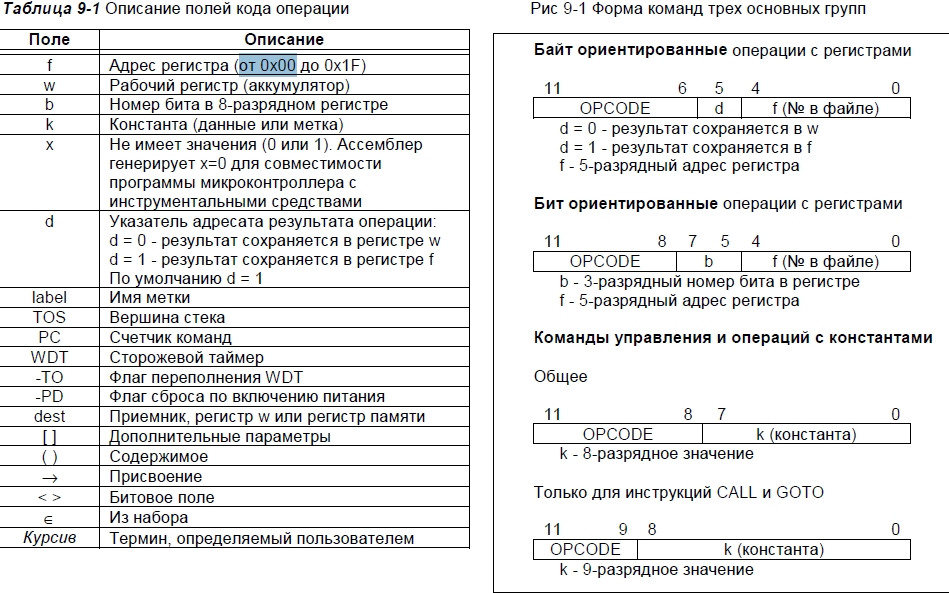 Таблица 9-1 Описание полей кода операции
Поле Описание
f Адрес регистра (от 0x00 до 0x1F)
w Рабочий регистр (аккумулятор)
b Номер бита в 8-разрядном регистре
k Константа (данные или метка)
x Не имеет значения (0 или 1). Ассемблер
генерирует x=0 для совместимости
программы микроконтроллера с
инструментальными средствами
d Указатель адресата результата операции:
d = 0 - результат сохраняется в регистре w
d = 1 - результат сохраняется в регистре f
По умолчанию d = 1
label Имя метки
TOS Вершина стека
PC Счетчик команд
WDT Сторожевой таймер
-TO Флаг переполнения WDT
-PD Флаг сброса по включению питания
dest Приемник, регистр w или регистр памяти
[ ] Дополнительные параметры
( ) Содержимое
→ Присвоение
< > Битовое поле
∈ Из набора
Курсив Термин, определяемый пользователем
Рис 9-1 Форма команд трех основных групп
Байт ориентированные операции с регистрами
11 6 5 4 0
OPCODE d f (№ в файле)
d = 0 - результат сохраняется в w
d = 1 - результат сохраняется в f
f - 5-разрядный адрес регистра
Бит ориентированные операции с регистрами
11 8 7 5 4 0
OPCODE b f (№ в файле)
b - 3-разрядный номер бита в регистре
f - 5-разрядный адрес регистра
Команды управления и операций с константами
Общее
11 8 7 0
OPCODE k (константа)
k - 8-разрядное значение
Только для инструкций CALL и GOTO
11 9 8 0
OPCODE k (константа)
k - 9-разрядное значение